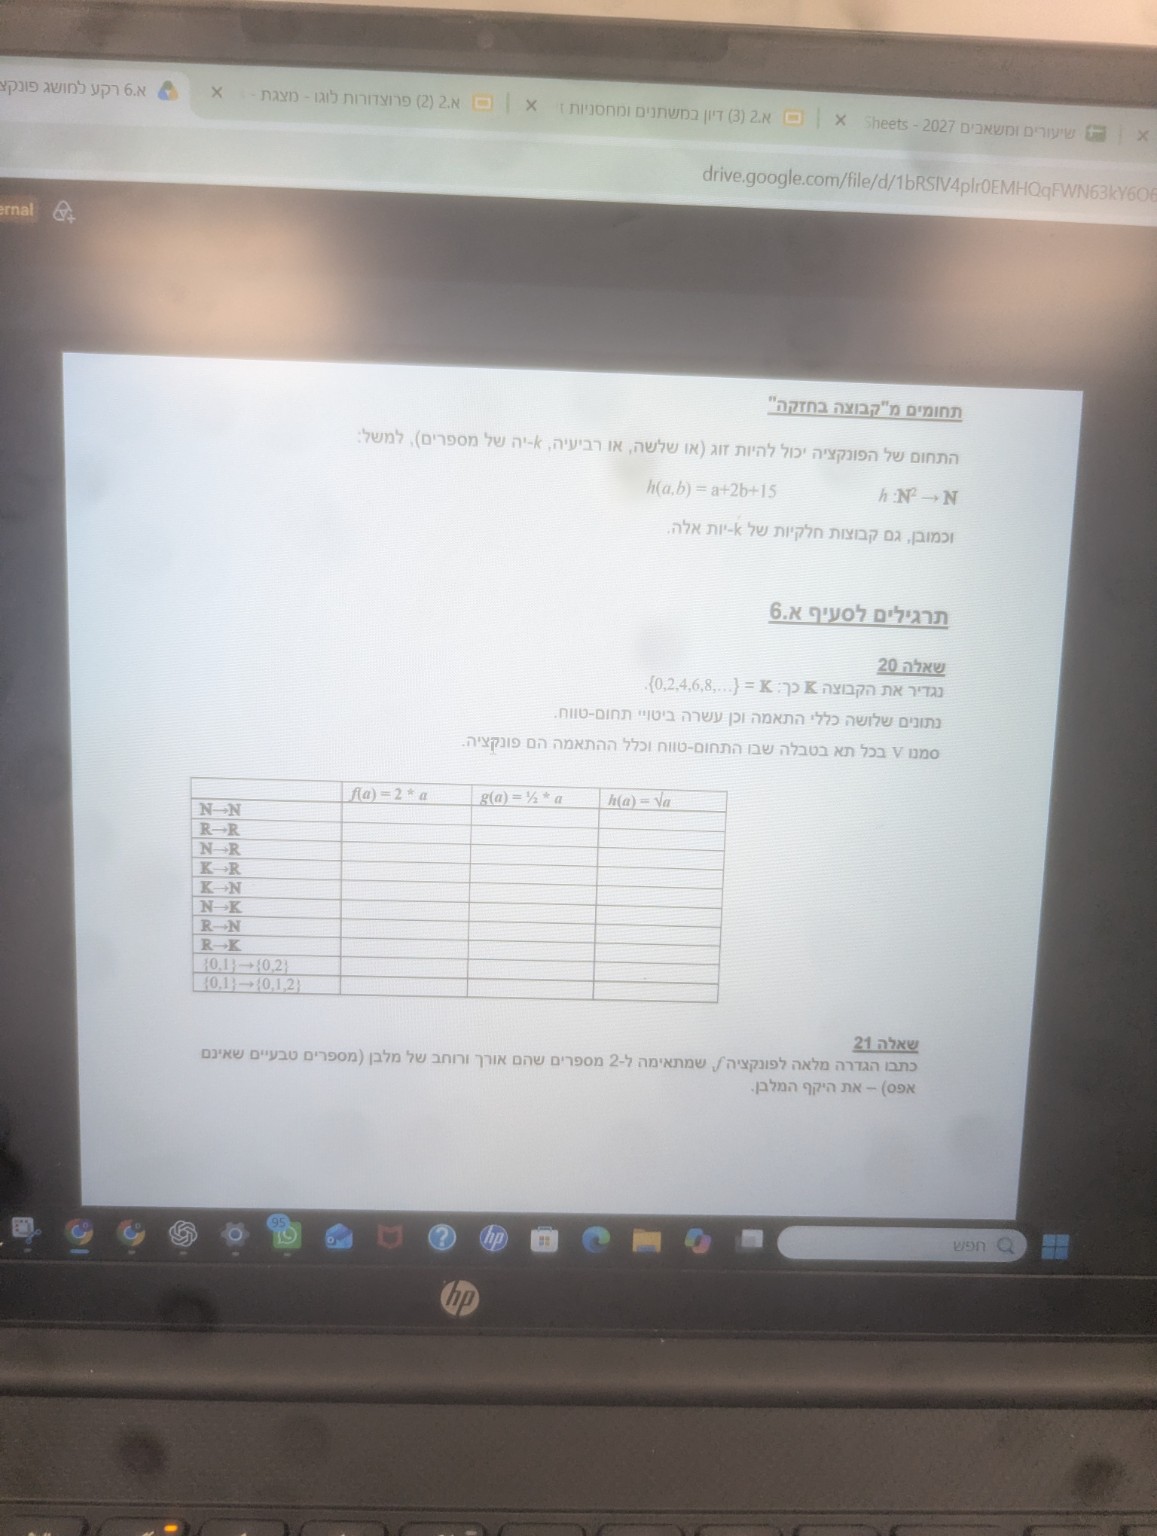 א.6 רקע למושג פונקצ
א.2 (2) פרוצדורות לוגו - מצגת -
א.2 (3) דיון במשתנים ומחסניות
שיעורים ומשאבים 2027 - Sheets
drive.google.com/file/d/1bRSlV4plr0EMHQqFWN63kY6O6
ernal
תחומים מ"קבוצה בחזקה"
התחום של הפונקציה יכול להיות זוג (או שלשה, או רביעיה, k-יה של מספרים), למשל:
h :N² → N h(a,b) = a+2b+15
וכמובן, גם קבוצות חלקיות של k-יות אלה.
תרגילים לסעיף א.6
שאלה 20
נגדיר את הקבוצה K כך: K = {0,2,4,6,8,...}.
נתונים שלושה כללי התאמה וכן עשרה ביטויי תחום-טווח.
סמנו V בכל תא בטבלה שבו התחום-טווח וכלל ההתאמה הם פונקציה.
f(a) = 2 * a g(a) = ½ * a h(a) = √a
N→N
R→R
N→R
K→R
K→N
N→K
R→N
R→K
{0,1}→{0,2}
{0,1}→{0,1,2}
שאלה 21
כתבו הגדרה מלאה לפונקציה f, שמתאימה ל-2 מספרים שהם אורך ורוחב של מלבן (מספרים טבעיים שאינם
אפס) – את היקף המלבן.
95
hp
חפש
hp